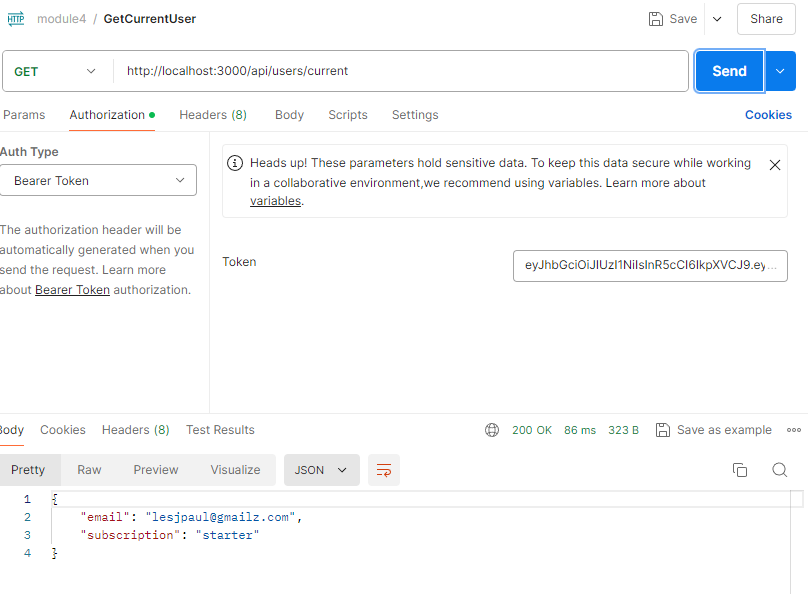 HTTP module4 / GetCurrentUser Save Share
GET http://localhost:3000/api/users/current Send
Params Authorization Headers (8) Body Scripts Settings Cookies
Auth Type
Bearer Token
The authorization header will be
automatically generated when you
send the request. Learn more
about Bearer Token authorization.
Heads up! These parameters hold sensitive data. To keep this data secure while working
in a collaborative environment,we recommend using variables. Learn more about
variables.
Token eyJhbGciOiJIUzI1NiIsInR5cCI6IkpXVCJ9.ey...
Body Cookies Headers (8) Test Results 200 OK 86 ms 323 B Save as example
Pretty Raw Preview Visualize JSON
1 {
2 "email": "lesjpaul@gmailz.com",
3 "subscription": "starter"
4 }